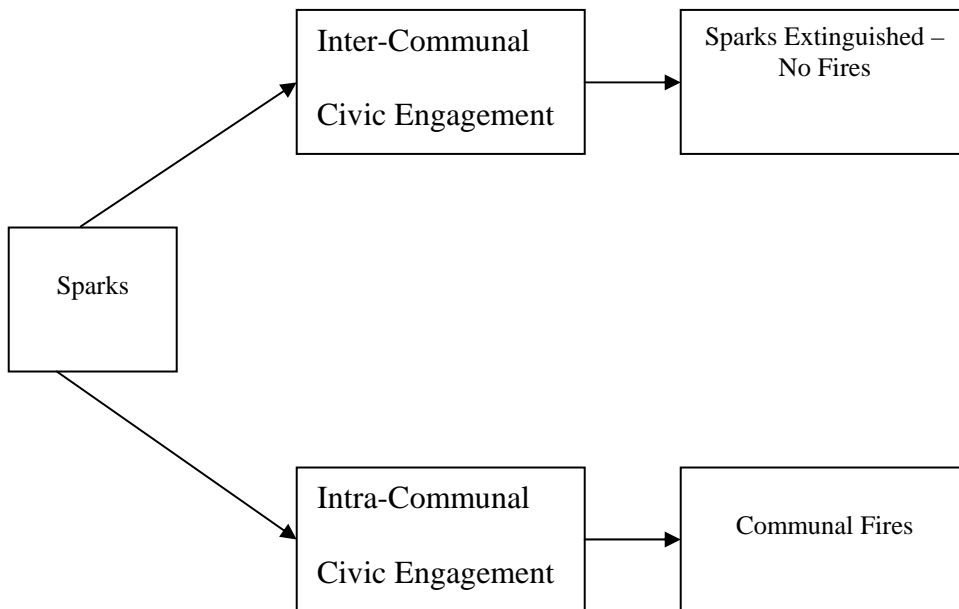 Inter-Communal
Civic Engagement
Sparks Extinguished –
No Fires
Sparks
Intra-Communal
Civic Engagement
Communal Fires